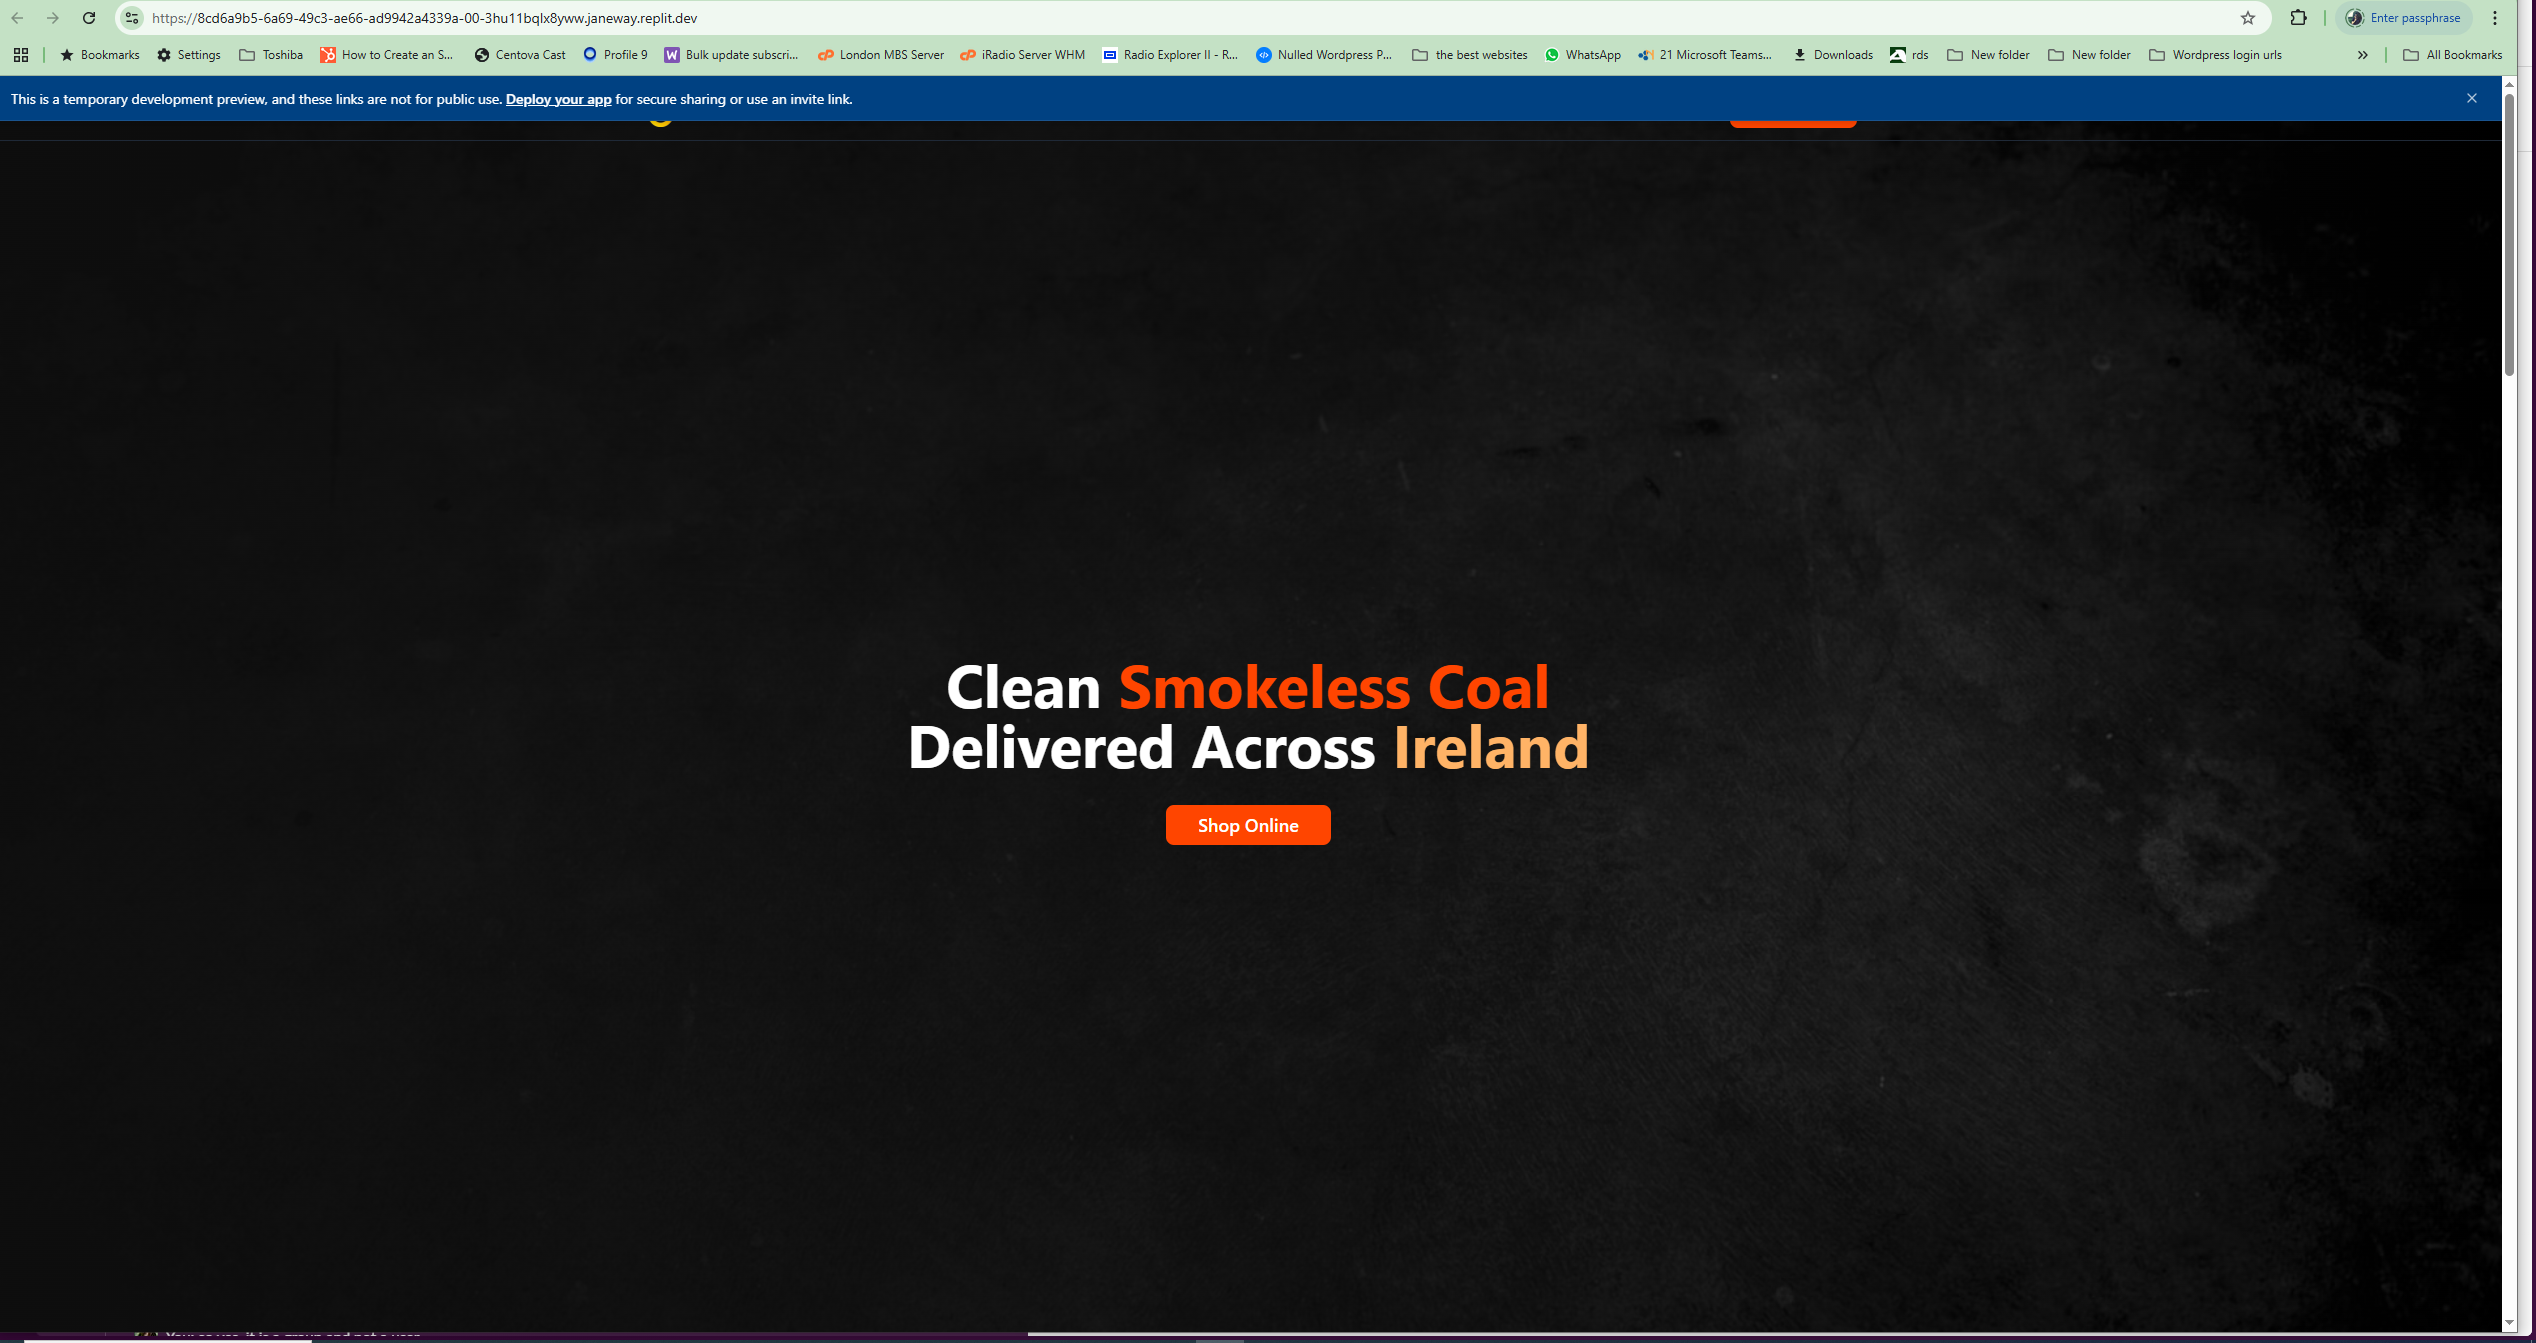 https://8cd6a9b5-6a69-49c3-ae66-ad9942a4339a-00-3hu11bqlx8yww.janeway.replit.dev
Enter passphrase
Bookmarks Settings Toshiba How to Create an S... Centova Cast Profile 9 Bulk update subscri... London MBS Server iRadio Server WHM Radio Explorer II - R... Nulled Wordpress P... the best websites WhatsApp 21 Microsoft Teams... Downloads rds New folder New folder Wordpress login urls » All Bookmarks
This is a temporary development preview, and these links are not for public use. Deploy your app for secure sharing or use an invite link.
Clean Smokeless Coal
Delivered Across Ireland
Shop Online